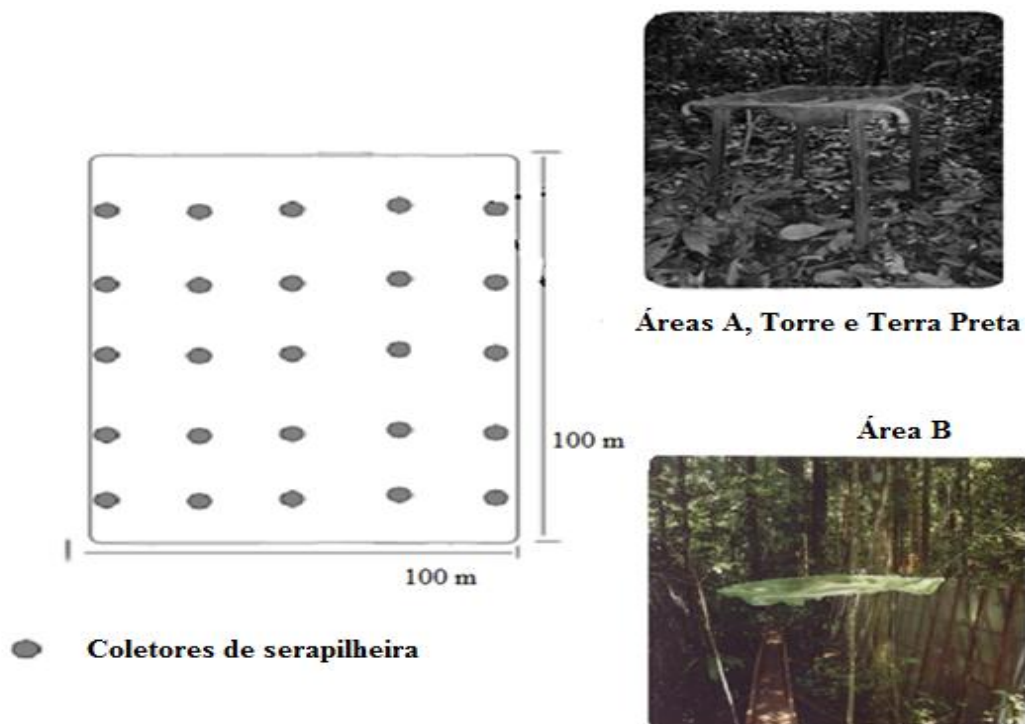 Áreas A, Torre e Terra Preta
Área B
100 m
100 m
Coletores de serapilheira